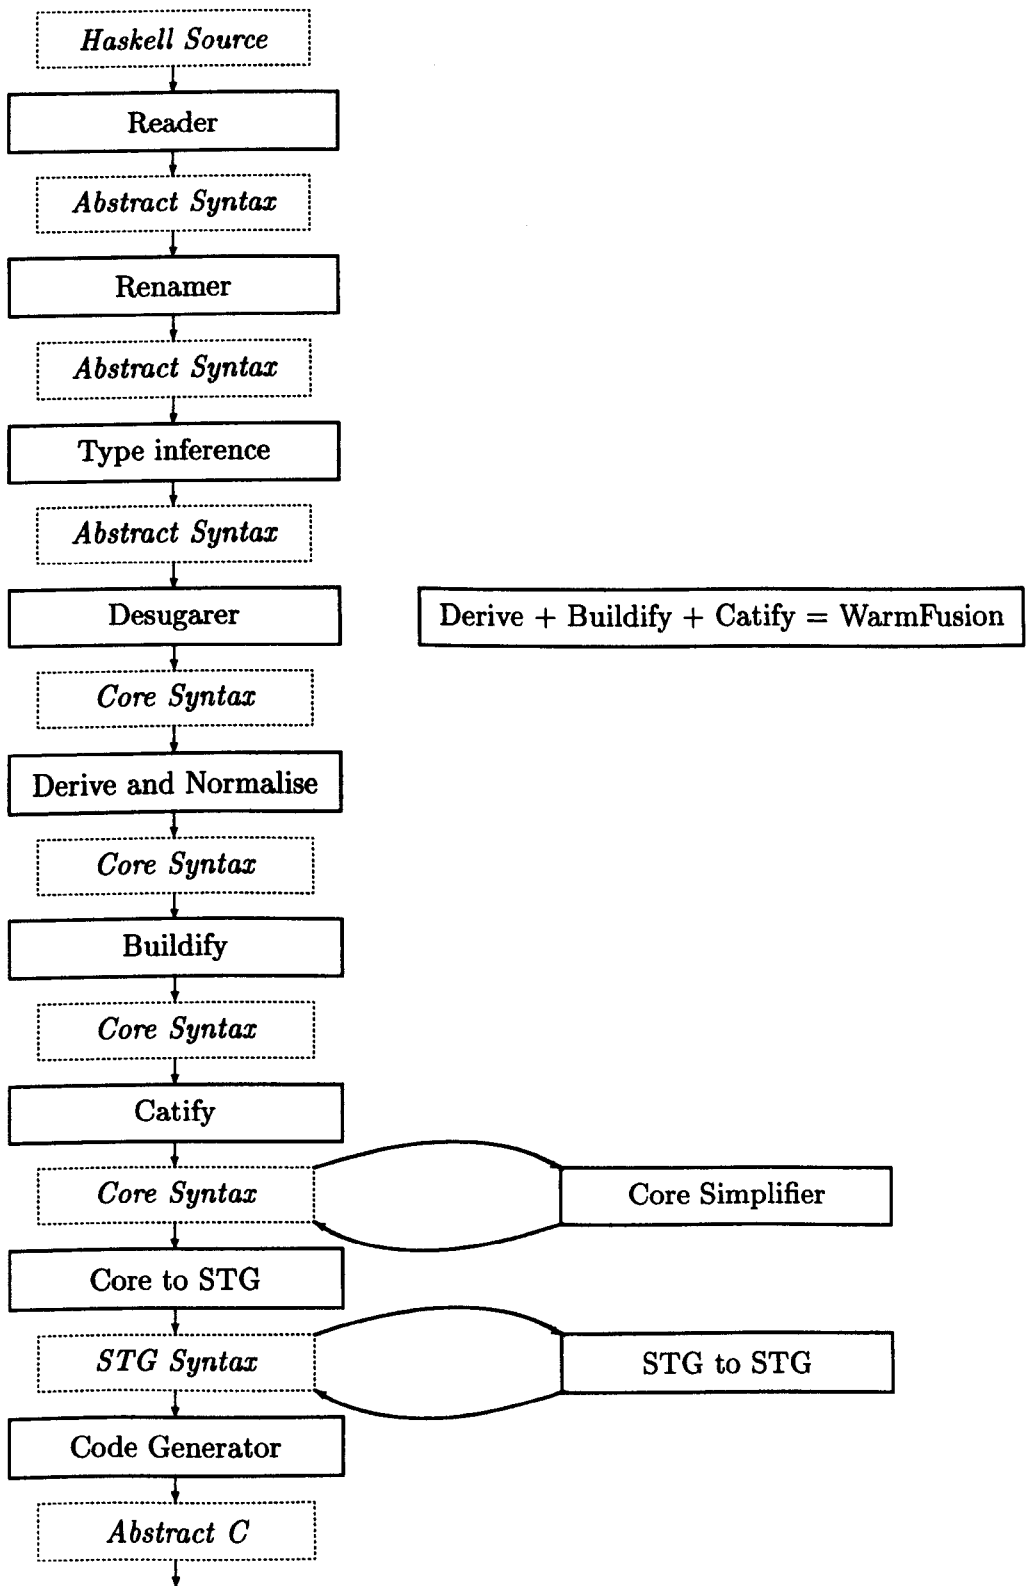 Haskell Source
Reader
Abstract Syntax
Renamer
Abstract Syntax
Type inference
Abstract Syntax
Desugarer
Derive + Buildify + Catify = WarmFusion
Core Syntax
Derive and Normalise
Core Syntax
Buildify
Core Syntax
Catify
Core Syntax
Core Simplifier
Core to STG
STG Syntax
STG to STG
Code Generator
Abstract C